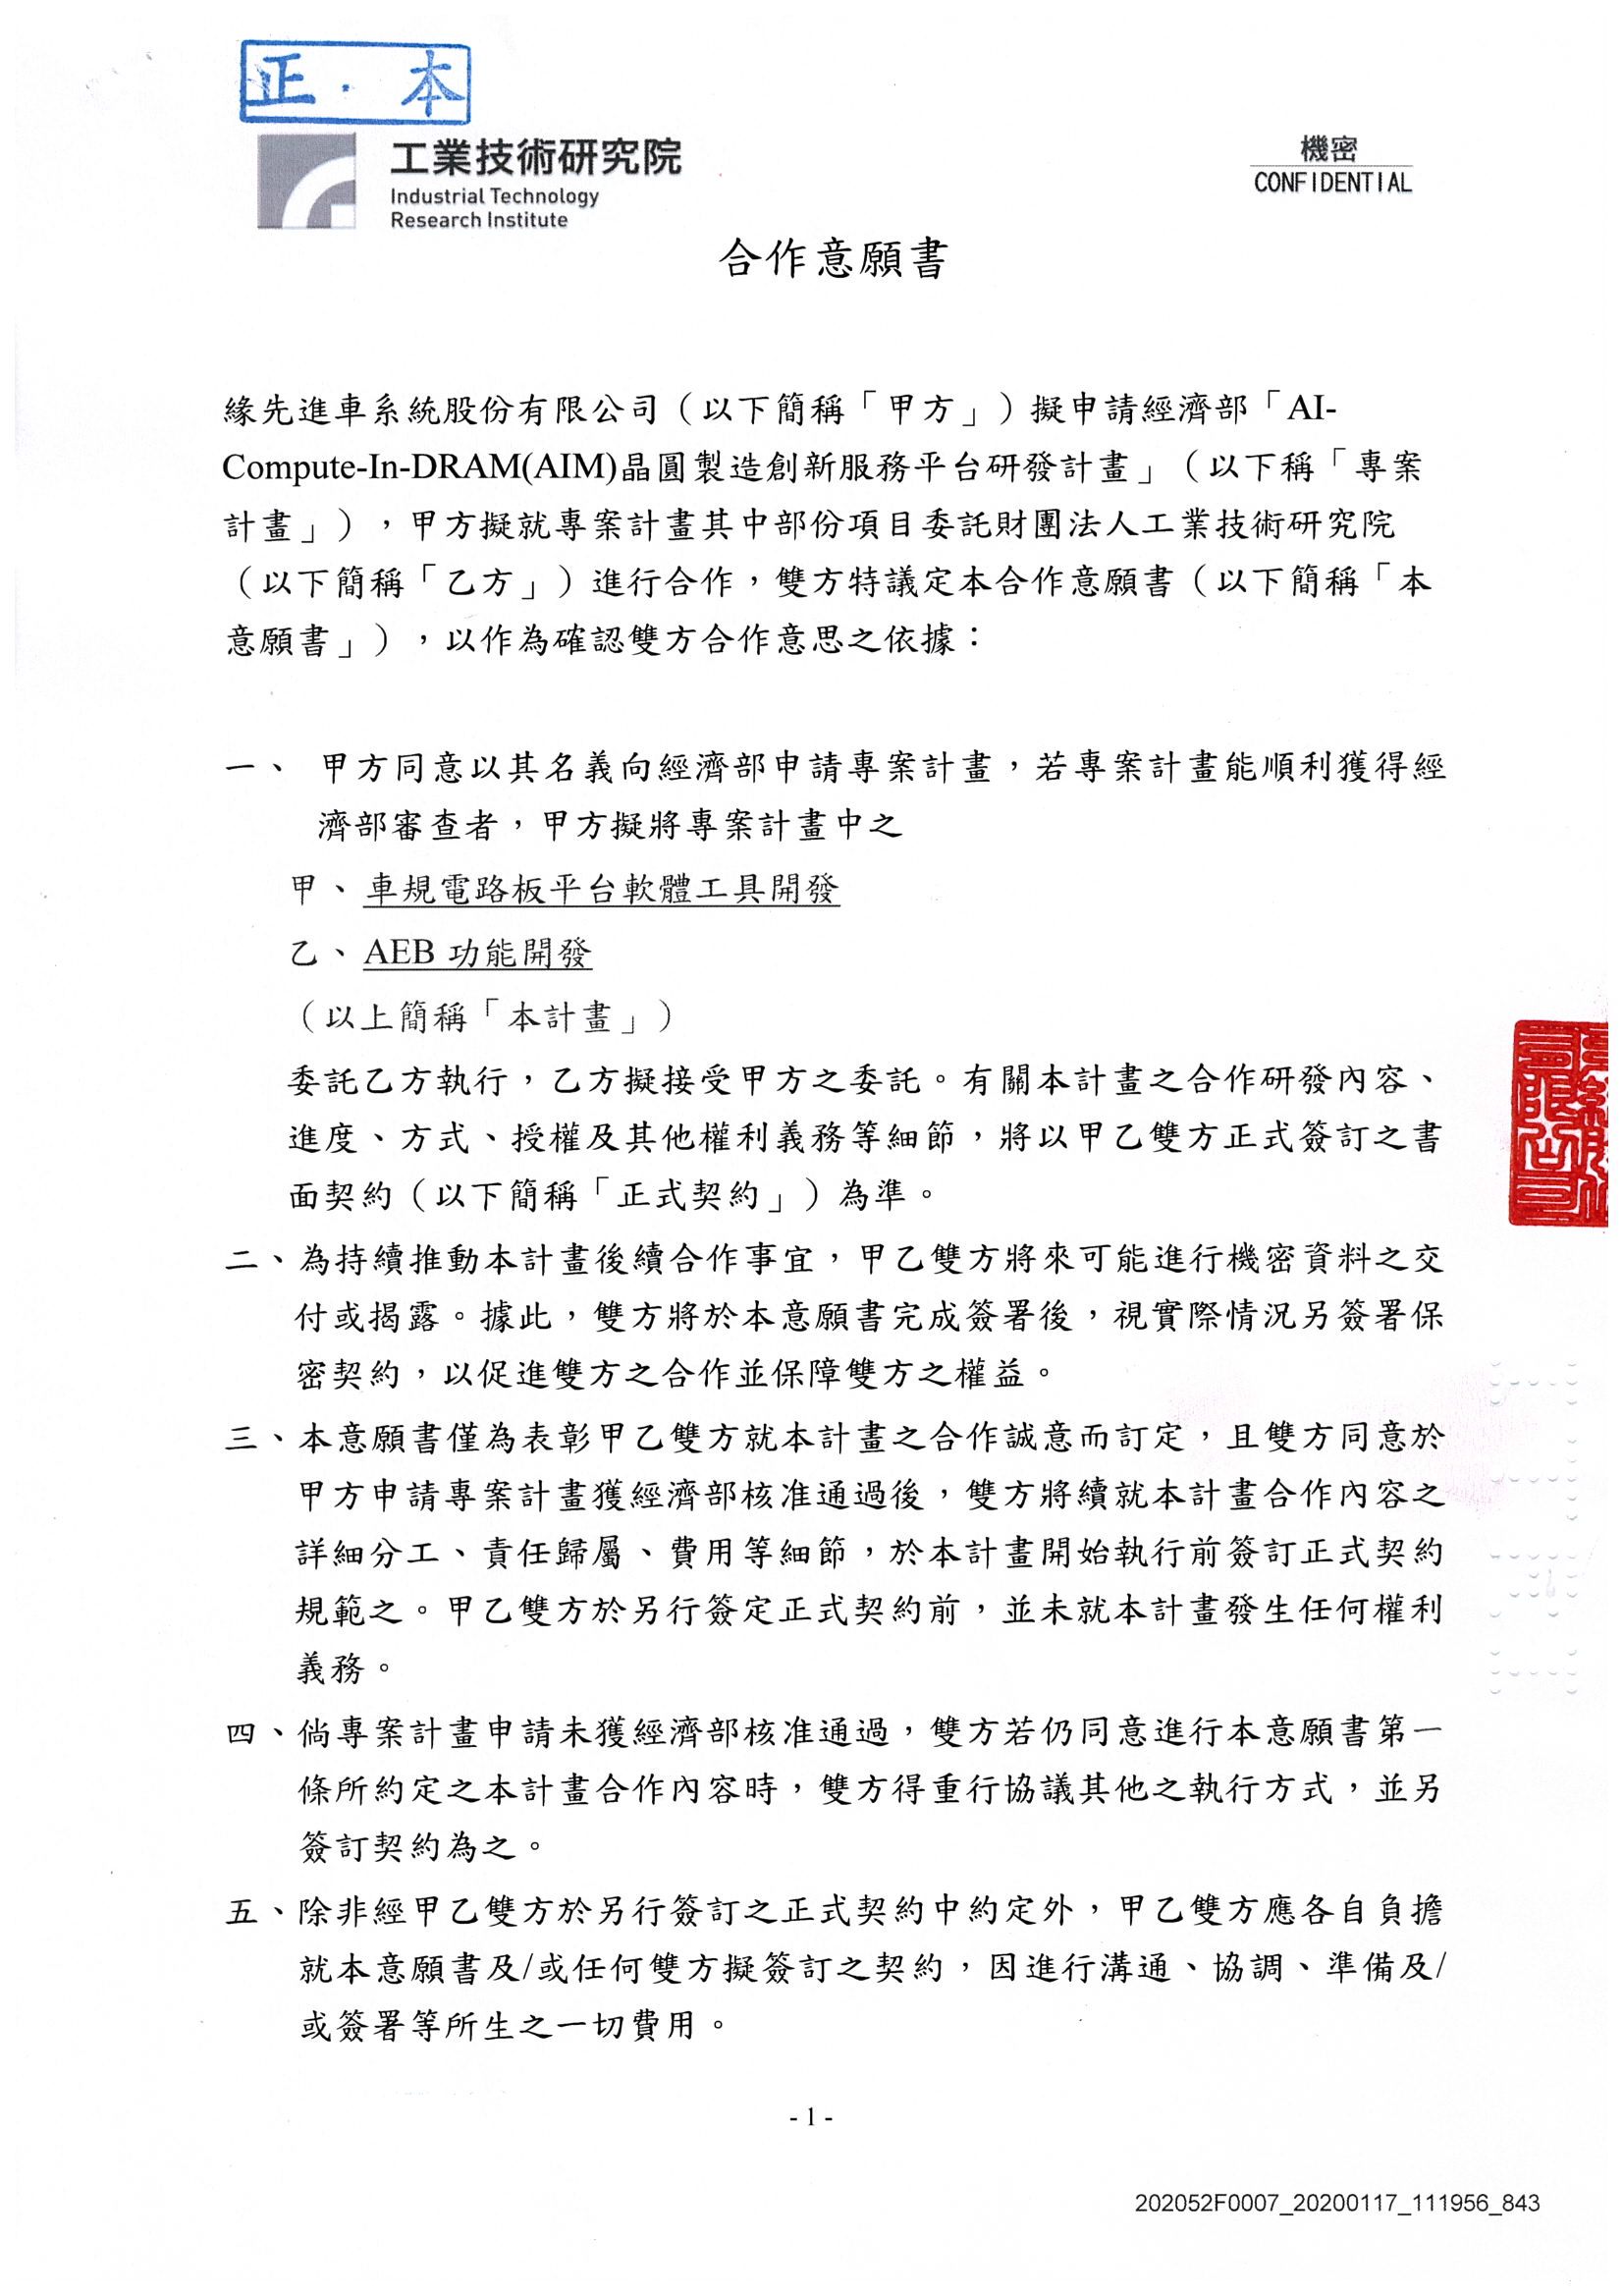 正．本
工業技術研究院
Industrial Technology
Research Institute
機密
CONFIDENTIAL
合作意願書
緣先進車系統股份有限公司（以下簡稱「甲方」）擬申請經濟部「AI-
Compute-In-DRAM(AIM)晶圓製造創新服務平台研發計畫」（以下稱「專案
計畫」），甲方擬就專案計畫其中部份項目委託財團法人工業技術研究院
（以下簡稱「乙方」）進行合作，雙方特議定本合作意願書（以下簡稱「本
意願書」），以作為確認雙方合作意思之依據：
一、 甲方同意以其名義向經濟部申請專案計畫，若專案計畫能順利獲得經
濟部審查者，甲方擬將專案計畫中之
甲、車規電路板平台軟體工具開發
乙、AEB 功能開發
（以上簡稱「本計畫」）
委託乙方執行，乙方擬接受甲方之委託。有關本計畫之合作研發內容、
進度、方式、授權及其他權利義務等細節，將以甲乙雙方正式簽訂之書
面契約（以下簡稱「正式契約」）為準。
二、為持續推動本計畫後續合作事宜，甲乙雙方將來可能進行機密資料之交
付或揭露。據此，雙方將於本意願書完成簽署後，視實際情況另簽署保
密契約，以促進雙方之合作並保障雙方之權益。
三、本意願書僅為表彰甲乙雙方就本計畫之合作誠意而訂定，且雙方同意於
甲方申請專案計畫獲經濟部核准通過後，雙方將續就本計畫合作內容之
詳細分工、責任歸屬、費用等細節，於本計畫開始執行前簽訂正式契約
規範之。甲乙雙方於另行簽定正式契約前，並未就本計畫發生任何權利
義務。
四、倘專案計畫申請未獲經濟部核准通過，雙方若仍同意進行本意願書第一
條所約定之本計畫合作內容時，雙方得重行協議其他之執行方式，並另
簽訂契約為之。
五、除非經甲乙雙方於另行簽訂之正式契約中約定外，甲乙雙方應各自負擔
就本意願書及/或任何雙方擬簽訂之契約，因進行溝通、協調、準備及/
或簽署等所生之一切費用。
- 1 -
202052F0007_20200117_111956_843